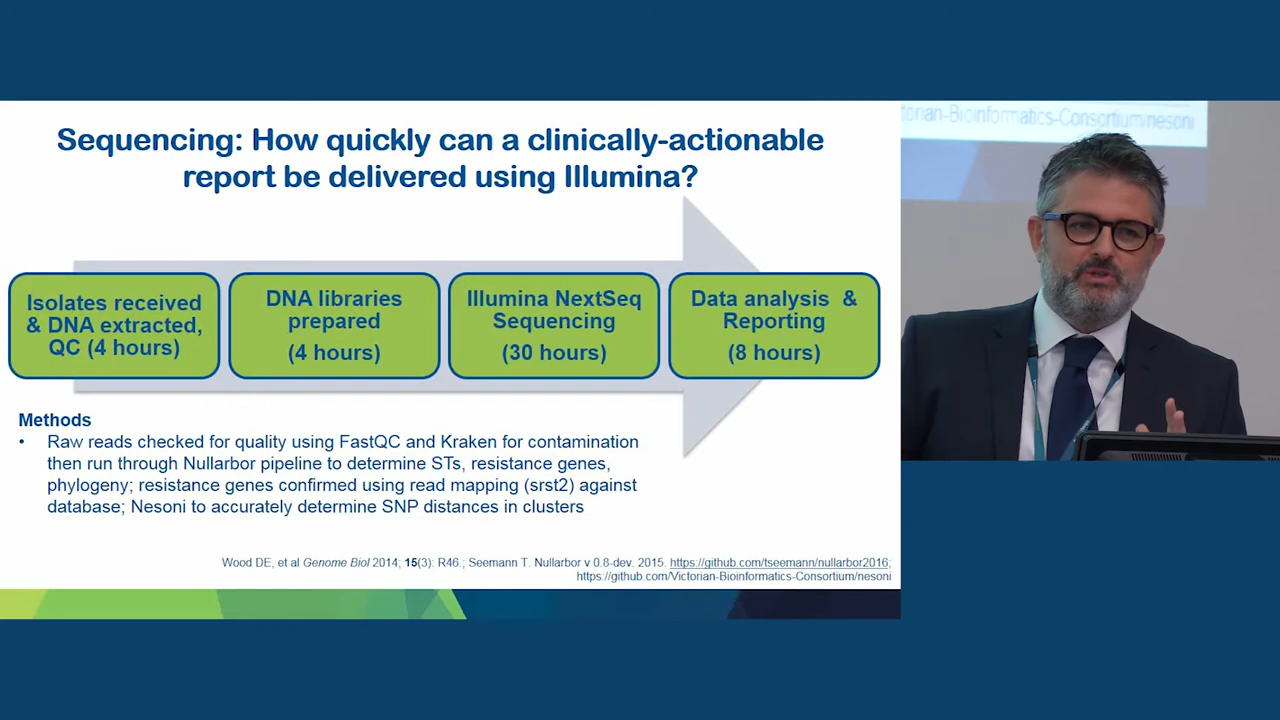 Sequencing: How quickly can a clinically-actionable
report be delivered using Illumina?
Isolates received
& DNA extracted,
QC (4 hours)
DNA libraries
prepared
(4 hours)
Illumina NextSeq
Sequencing
(30 hours)
Data analysis &
Reporting
(8 hours)
Methods
• Raw reads checked for quality using FastQC and Kraken for contamination
then run through Nullarbor pipeline to determine STs, resistance genes,
phylogeny; resistance genes confirmed using read mapping (srst2) against
database; Nesoni to accurately determine SNP distances in clusters
Wood DE, et al Genome Biol 2014; 15(3): R46.; Seemann T. Nullarbor v 0.8-dev. 2015. https://github.com/tseemann/nullarbor2016;
https://github.com/Victorian-Bioinformatics-Consortium/nesoni
torian-Bioinformatics-Consortium/nesoni